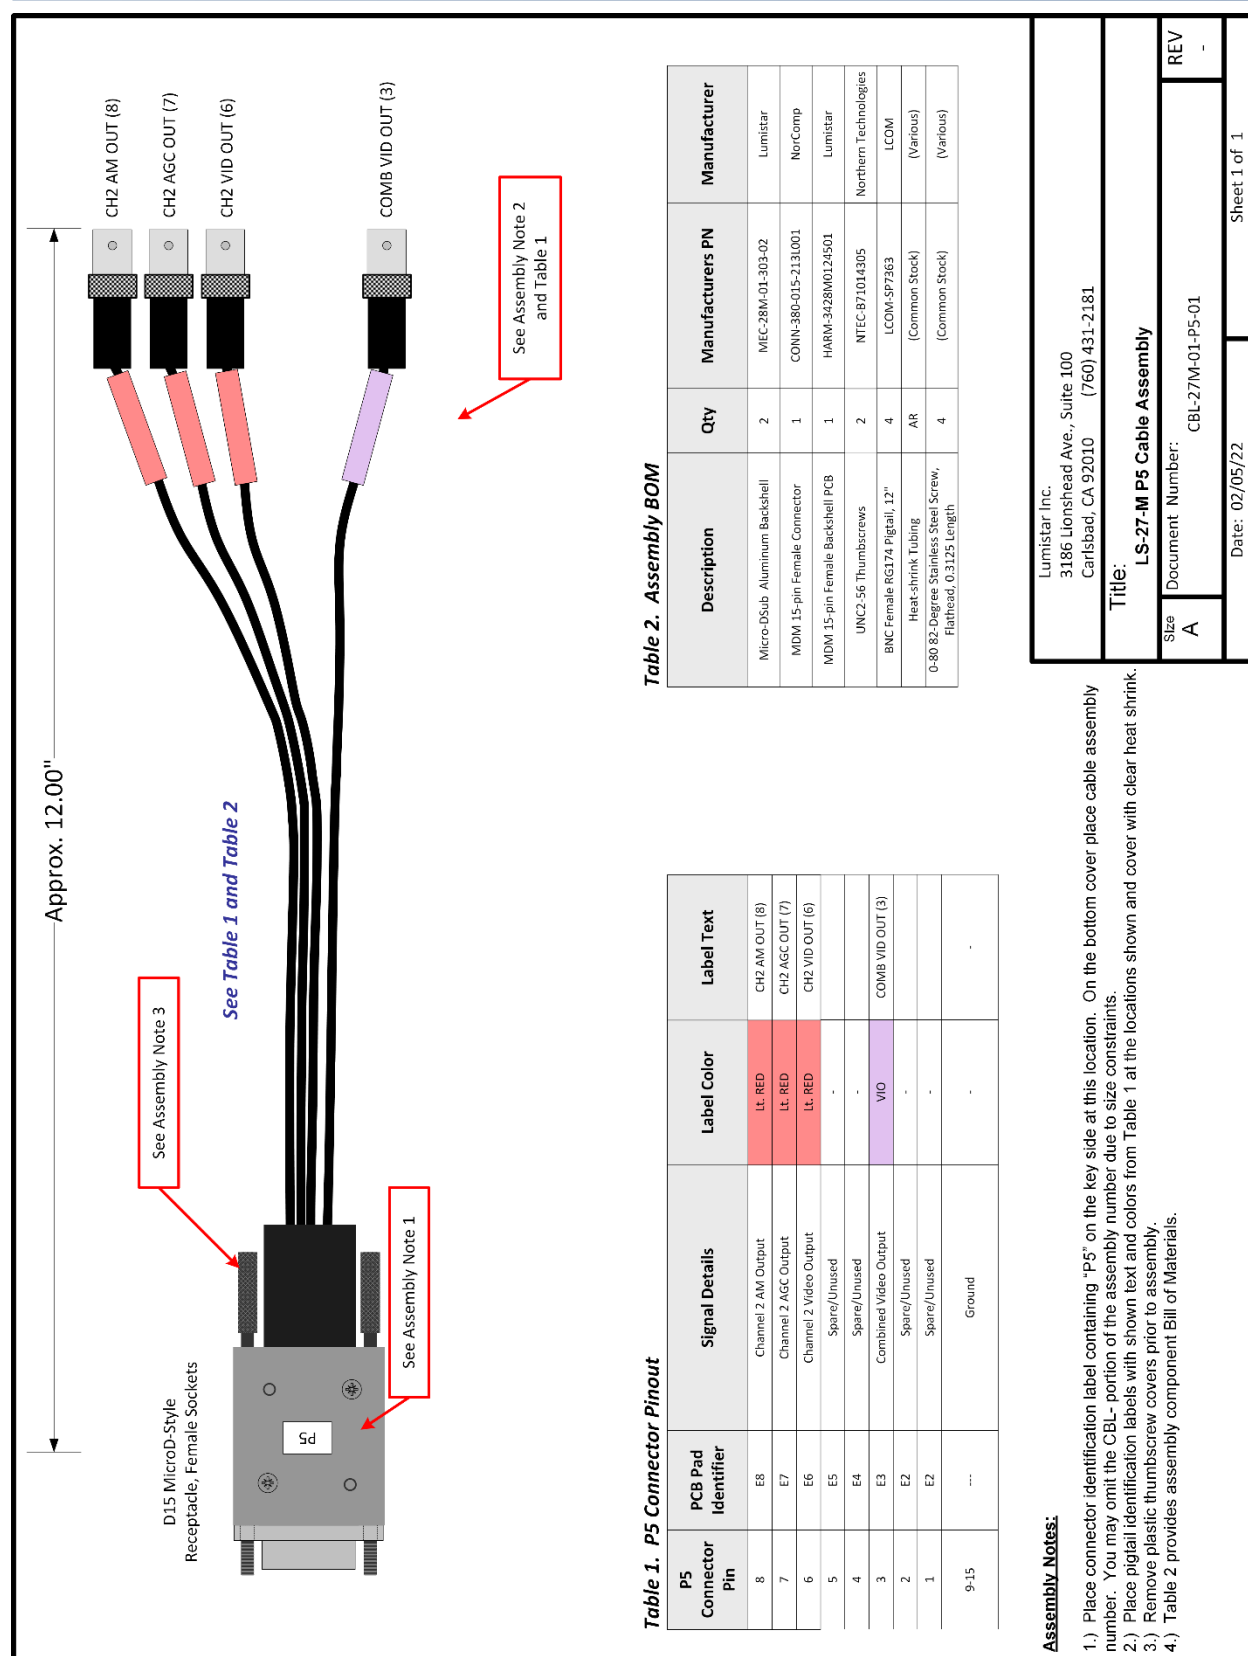 Approx. 12.00"
D15 MicroD-Style
Receptacle, Female Sockets
See Assembly Note 3
See Table 1 and Table 2
P5
See Assembly Note 1
CH2 AM OUT (8)
CH2 AGC OUT (7)
CH2 VID OUT (6)
COMB VID OUT (3)
See Assembly Note 2
and Table 1
Table 1. P5 Connector Pinout
P5 Connector Pin PCB Pad Identifier Signal Details Label Color Label Text
8 E8 Channel 2 AM Output Lt. RED CH2 AM OUT (8)
7 E7 Channel 2 AGC Output Lt. RED CH2 AGC OUT (7)
6 E6 Channel 2 Video Output Lt. RED CH2 VID OUT (6)
5 E5 Spare/Unused -
4 E4 Spare/Unused -
3 E3 Combined Video Output VIO COMB VID OUT (3)
2 E2 Spare/Unused -
1 E2 Spare/Unused -
9-15 --- Ground - -
Table 2. Assembly BOM
Description Qty Manufacturers PN Manufacturer
Micro-DSub Aluminum Backshell 2 MEC-28M-01-303-02 Lumistar
MDM 15-pin Female Connector 1 CONN-380-015-213L001 NorComp
MDM 15-pin Female Backshell PCB 1 HARM-3428M0124501 Lumistar
UNC2-56 Thumbscrews 2 NTEC-B71014305 Northern Technologies
BNC Female RG174 Pigtail, 12" 4 LCOM-SP7363 LCOM
Heat-shrink Tubing AR (Common Stock) (Various)
0-80 82-Degree Stainless Steel Screw, Flathead, 0.3125 Length 4 (Common Stock) (Various)
Assembly Notes:
1.) Place connector identification label containing "P5" on the key side at this location. On the bottom cover place cable assembly
number. You may omit the CBL- portion of the assembly number due to size constraints.
2.) Place pigtail identification labels with shown text and colors from Table 1 at the locations shown and cover with clear heat shrink.
3.) Remove plastic thumbscrew covers prior to assembly.
4.) Table 2 provides assembly component Bill of Materials.
Lumistar Inc.
3186 Lionshead Ave., Suite 100
Carlsbad, CA 92010 (760) 431-2181
Title:
LS-27-M P5 Cable Assembly
Size
A
Document Number:
CBL-27M-01-P5-01
REV
-
Date: 02/05/22
Sheet 1 of 1